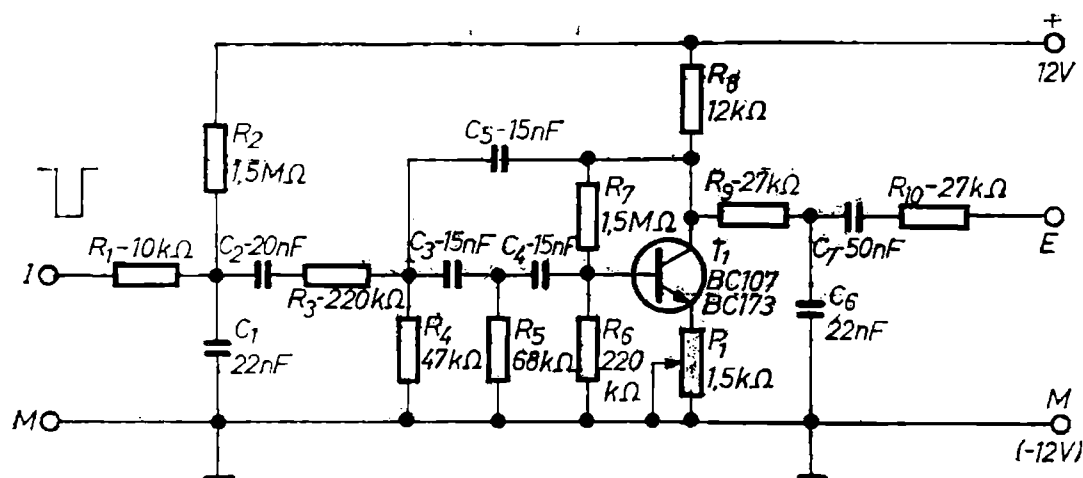 +
12V
R8
12kΩ
R2
1,5MΩ
C5-15nF
R7
1,5MΩ
R9-27kΩ
R10-27kΩ
C7-50nF
E
I
R1-10kΩ
C2-20nF
R3-220kΩ
C3-15nF
C4-15nF
T1
BC107
BC173
C1
22nF
R4
47kΩ
R5
68kΩ
R6
220
kΩ
P1
1,5kΩ
C6
22nF
M
M
(-12V)